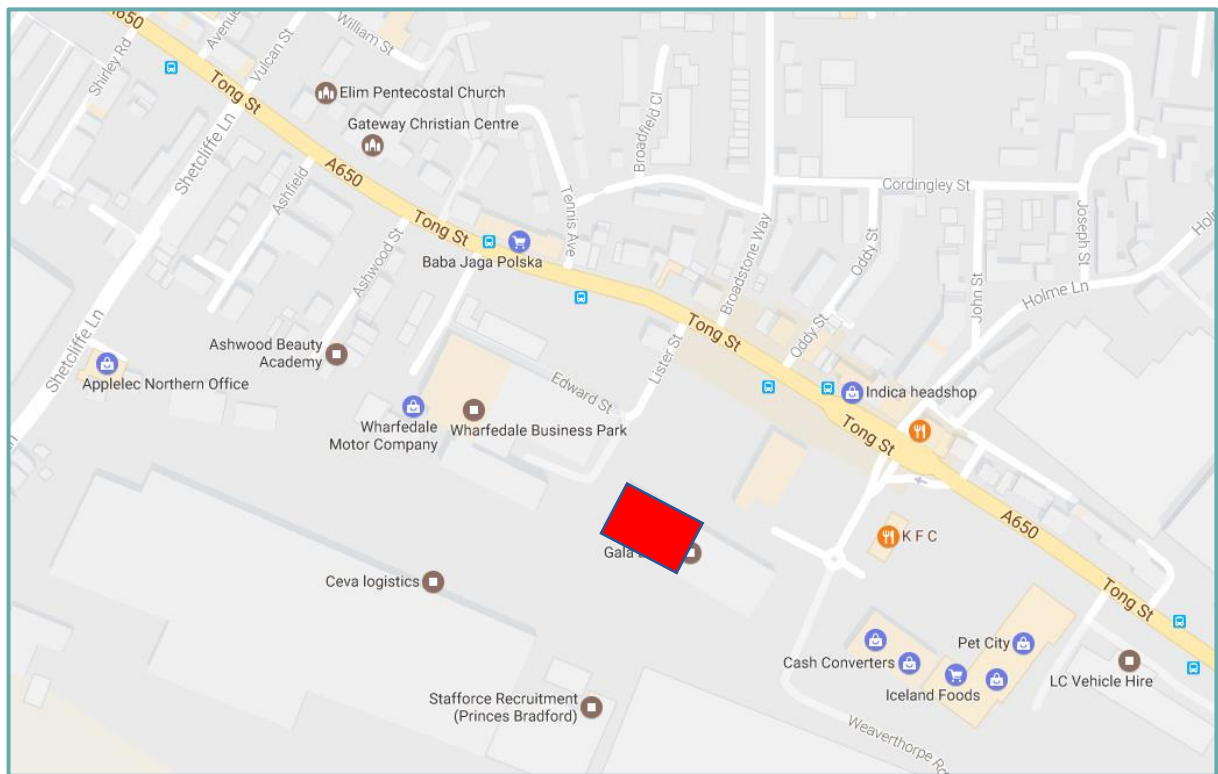 A650
Avenue
William St
Vulcan St
Shirley Rd
Tong St
Elim Pentecostal Church
Gateway Christian Centre
Broadfield Cl
Shetcliffe Ln
A650
Ashfield
Cordingley St
Tennis Ave
Tong St
Joseph St
Baba Jaga Polska
Ashwood St
Broadstone Way
Oddy St
John St
Holme Ln
Tong St
Oddy St
Shetcliffe Ln
Ashwood Beauty
Academy
Lister St
Applelec Northern Office
Edward St
Indica headshop
Wharfedale
Motor Company
Wharfedale Business Park
Tong St
A650
K F C
Gala
Ceva logistics
Tong St
Pet City
Cash Converters
LC Vehicle Hire
Iceland Foods
Stafforce Recruitment
(Princes Bradford)
Weaverthorpe